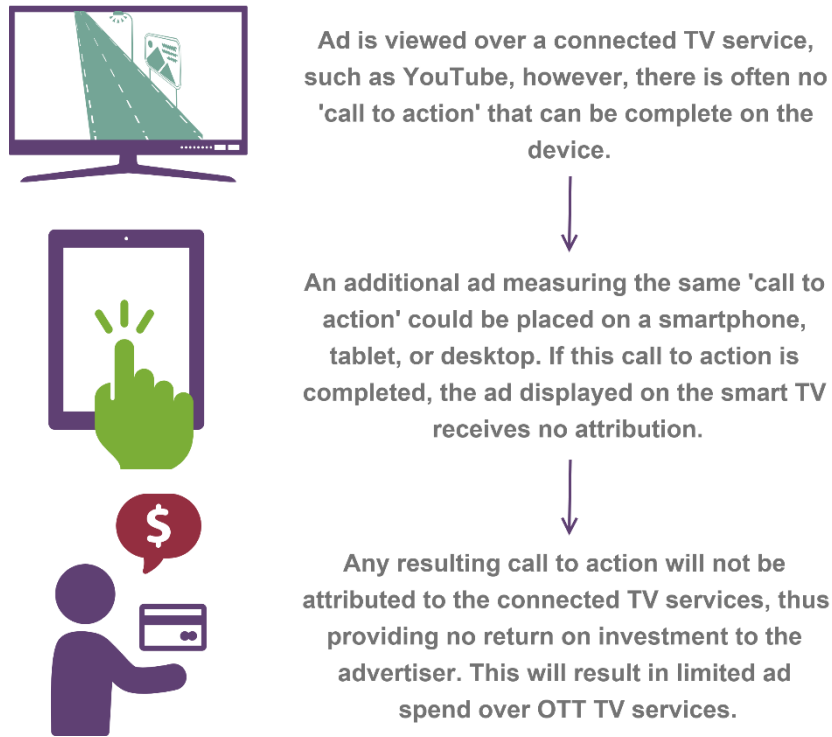 Ad is viewed over a connected TV service,
such as YouTube, however, there is often no
'call to action' that can be complete on the
device.
An additional ad measuring the same 'call to
action' could be placed on a smartphone,
tablet, or desktop. If this call to action is
completed, the ad displayed on the smart TV
receives no attribution.
$
Any resulting call to action will not be
attributed to the connected TV services, thus
providing no return on investment to the
advertiser. This will result in limited ad
spend over OTT TV services.